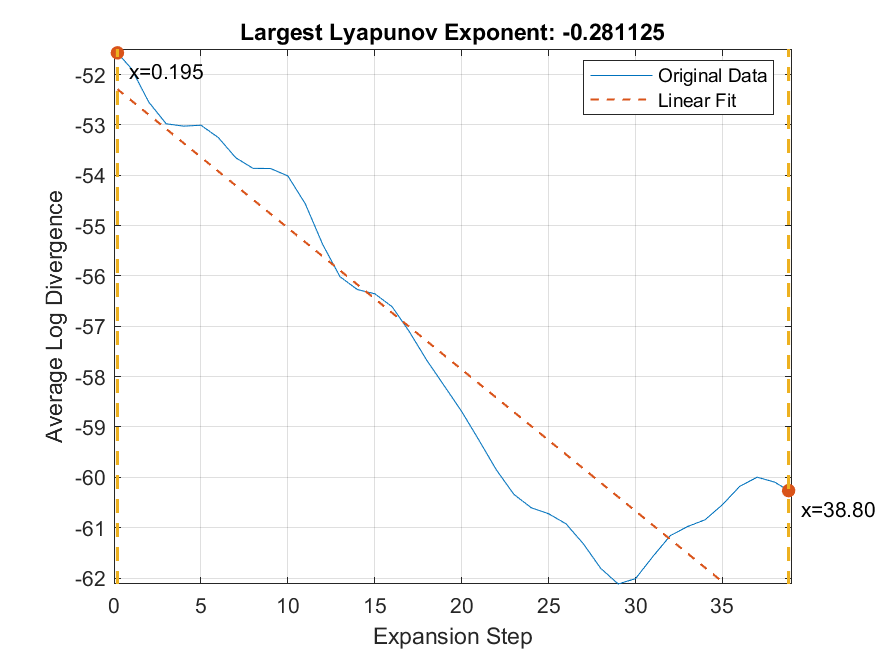 Largest Lyapunov Exponent: -0.281125
x=0.195
Original Data
Linear Fit
-52
-53
-54
-55
-56
-57
-58
-59
-60
-61
-62
Average Log Divergence
x=38.80
0 5 10 15 20 25 30 35
Expansion Step